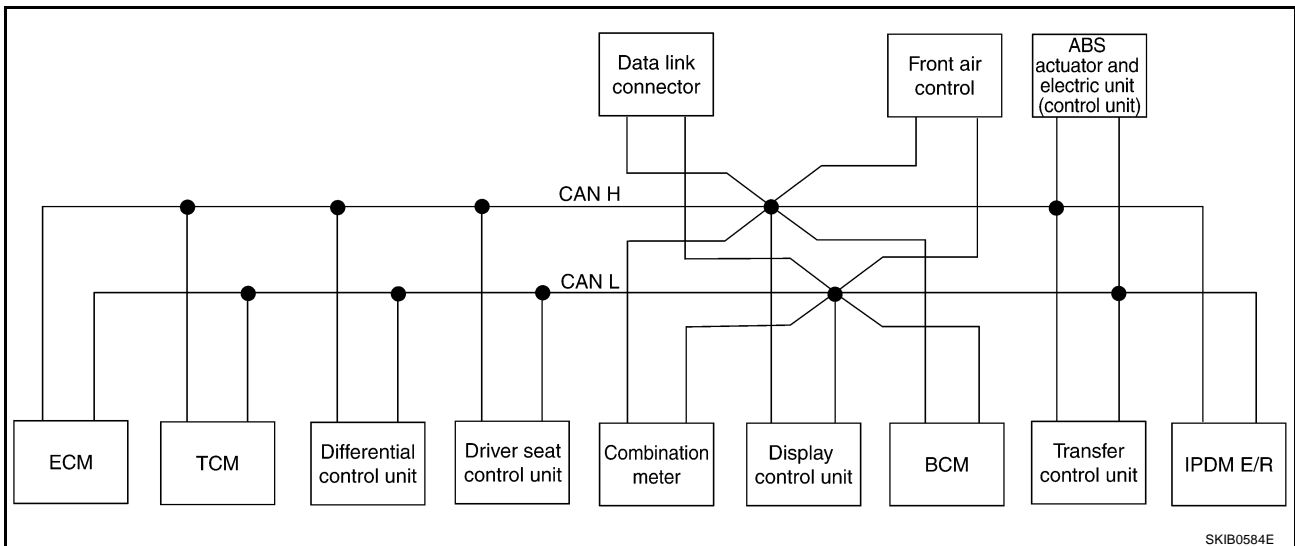 Data link
connector
Front air
control
ABS
actuator and
electric unit
(control unit)
CAN H
CAN L
ECM
TCM
Differential
control unit
Driver seat
control unit
Combination
meter
Display
control unit
BCM
Transfer
control unit
IPDM E/R
SKIB0584E